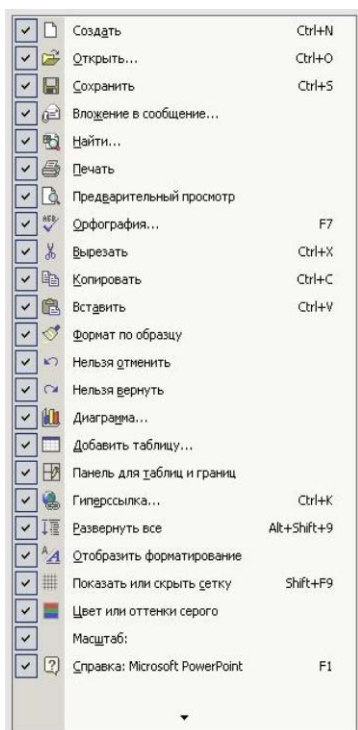 Создать Ctrl+N
Открыть... Ctrl+O
Сохранить Ctrl+S
Вложение в сообщение...
Найти...
Печать
Предварительный просмотр
Орфография... F7
Вырезать Ctrl+X
Копировать Ctrl+C
Вставить Ctrl+V
Формат по образцу
Нельзя отменить
Нельзя вернуть
Диаграмма...
Добавить таблицу...
Панель для таблиц и границ
Гиперссылка... Ctrl+K
Развернуть все Alt+Shift+9
Отобразить форматирование
Показать или скрыть сетку Shift+F9
Цвет или оттенки серого
Масштаб:
Справка: Microsoft PowerPoint F1